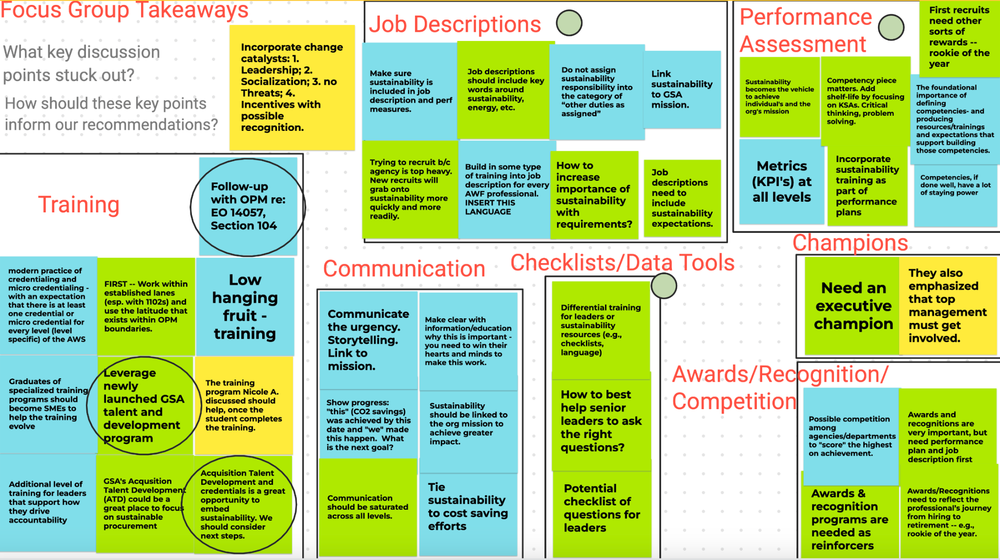 Focus Group Takeaways
What key discussion
points stuck out?
How should these key points
inform our recommendations?
Incorporate change
catalysts: 1.
Leadership; 2.
Socialization; 3. no
Threats; 4.
Incentives with
possible
recognition.
Job Descriptions
Make sure
sustainability is
included in job
description and perf
measures.
Job descriptions
should include key
words around
sustainability,
energy, etc.
Do not assign
sustainability
responsibility into
the category of
“other duties as
assigned”
Link
sustainability
to GSA
mission.
Trying to recruit b/c
agency is top heavy.
New recruits will
grab onto
sustainability more
quickly and more
readily.
Build in some type
of training into job
description for every
AWF professional.
INSERT THIS
LANGUAGE
How to
increase
importance of
sustainability
with
requirements?
Job
descriptions
need to
include
sustainability
expectations.
Performance
Assessment
First recruits
need other
sorts of
rewards --
rookie of the
year
Sustainability
becomes the vehicle
to achieve
individual's and the
org's mission
Competency piece
matters. Add
shelf-life by focusing
on KSAs. Critical
thinking, problem
solving.
The foundational
importance of
defining
competencies- and
producing
resources/trainings
and expectations that
support building
those competencies.
Metrics
(KPI's) at
all levels
Incorporate
sustainability
training as
part of
performance
plans
Competencies, if
done well, have a lot
of staying power
Training
Follow-up
with OPM re:
EO 14057,
Section 104
modern practice of
credentialing and
micro credentialing -
with an expectation
that there is at least
one credential or
micro credential for
every level (level
specific) of the AWS
FIRST -- Work within
established lanes
(esp. with 1102s) and
use the latitude that
exists within OPM
boundaries.
Low
hanging
fruit -
training
Graduates of
specialized training
programs should
become SMEs to
help the training
evolve
Leverage
newly
launched GSA
talent and
development
program
The training
program Nicole A.
discussed should
help, once the
student completes
the training.
Additional level of
training for leaders
that support how
they drive
accountability
GSA's Acqusition
Talent Development
(ATD) could be a
great place to focus
on sustainable
procurement
Acquisition Talent
Development and
credentials is a great
opportunity to
embed
sustainability. We
should consider
next steps.
Communication
Communicate
the urgency.
Storytelling.
Link to
mission.
Make clear with
information/education
why this is important -
you need to win their
hearts and minds to
make this work.
Show progress:
"this" (CO2 savings)
was achieved by this
date and "we" made
this happen. What
is the next goal?
Sustainability
should be linked to
the org mission to
achieve greater
impact.
Communication
should be saturated
across all levels.
Tie
sustainability
to cost saving
efforts
Checklists/Data Tools
Differential training
for leaders or
sustainability
resources (e.g.,
checklists,
language)
How to best
help senior
leaders to ask
the right
questions?
Potential
checklist of
questions for
leaders
Champions
Need an
executive
champion
They also
emphasized
that top
management
must get
involved.
Awards/Recognition/
Competition
Possible competition
among
agencies/departments
to "score" the highest
on achievement.
Awards and
recognitions are
very important, but
need performance
plan and job
description first
Awards &
recognition
programs are
needed as
reinforcers
Awards/Recognitions
need to reflect the
professional's journey
from hiring to
retirement -- e.g.,
rookie of the year.